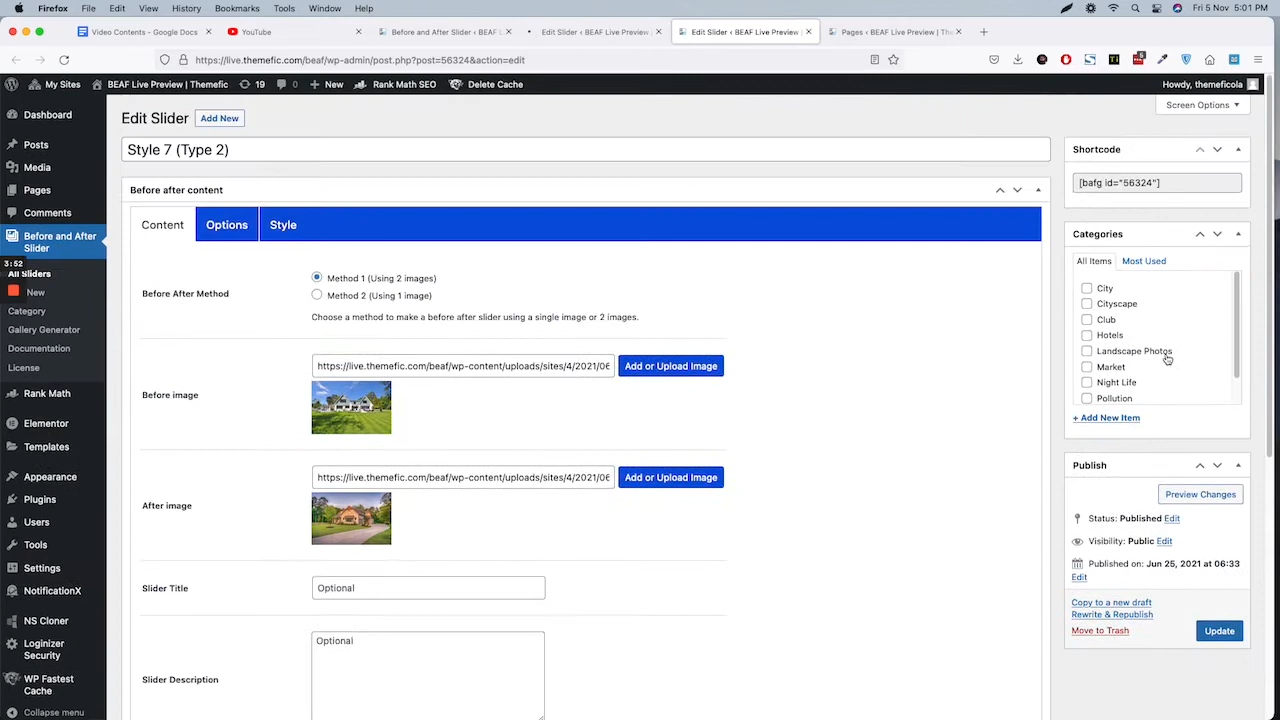 Firefox File Edit View History Bookmarks Tools Window Help Fri 5 Nov 5:01 PM
Video Contents - Google Docs YouTube Before and After Slider ‹ BEAF L Edit Slider ‹ BEAF Live Preview | Edit Slider ‹ BEAF Live Preview | Pages ‹ BEAF Live Preview | The
https://live.themefic.com/beaf/wp-admin/post.php?post=56324&action=edit
My Sites BEAF Live Preview | Themefic 19 0 + New Rank Math SEO Delete Cache Howdy, themeficola
Screen Options
Dashboard
Posts
Media
Pages
Comments
Before and After
Slider
3:52
All Sliders
New
Category
Gallery Generator
Documentation
License
Rank Math
Elementor
Templates
Appearance
Plugins
Users
Tools
Settings
NotificationX
NS Cloner
Loginizer
Security
WP Fastest
Cache
Collapse menu
Edit Slider Add New
Style 7 (Type 2)
Before after content
Content Options Style
Before After Method
Method 1 (Using 2 images)
Method 2 (Using 1 image)
Choose a method to make a before after slider using a single image or 2 images.
Before image
https://live.themefic.com/beaf/wp-content/uploads/sites/4/2021/06 Add or Upload Image
After image
https://live.themefic.com/beaf/wp-content/uploads/sites/4/2021/06 Add or Upload Image
Slider Title Optional
Slider Description Optional
Shortcode
[bafg id="56324"]
Categories
All Items Most Used
City
Cityscape
Club
Hotels
Landscape Photos
Market
Night Life
Pollution
+ Add New Item
Publish
Preview Changes
Status: Published Edit
Visibility: Public Edit
Published on: Jun 25, 2021 at 06:33
Edit
Copy to a new draft
Rewrite & Republish
Move to Trash Update